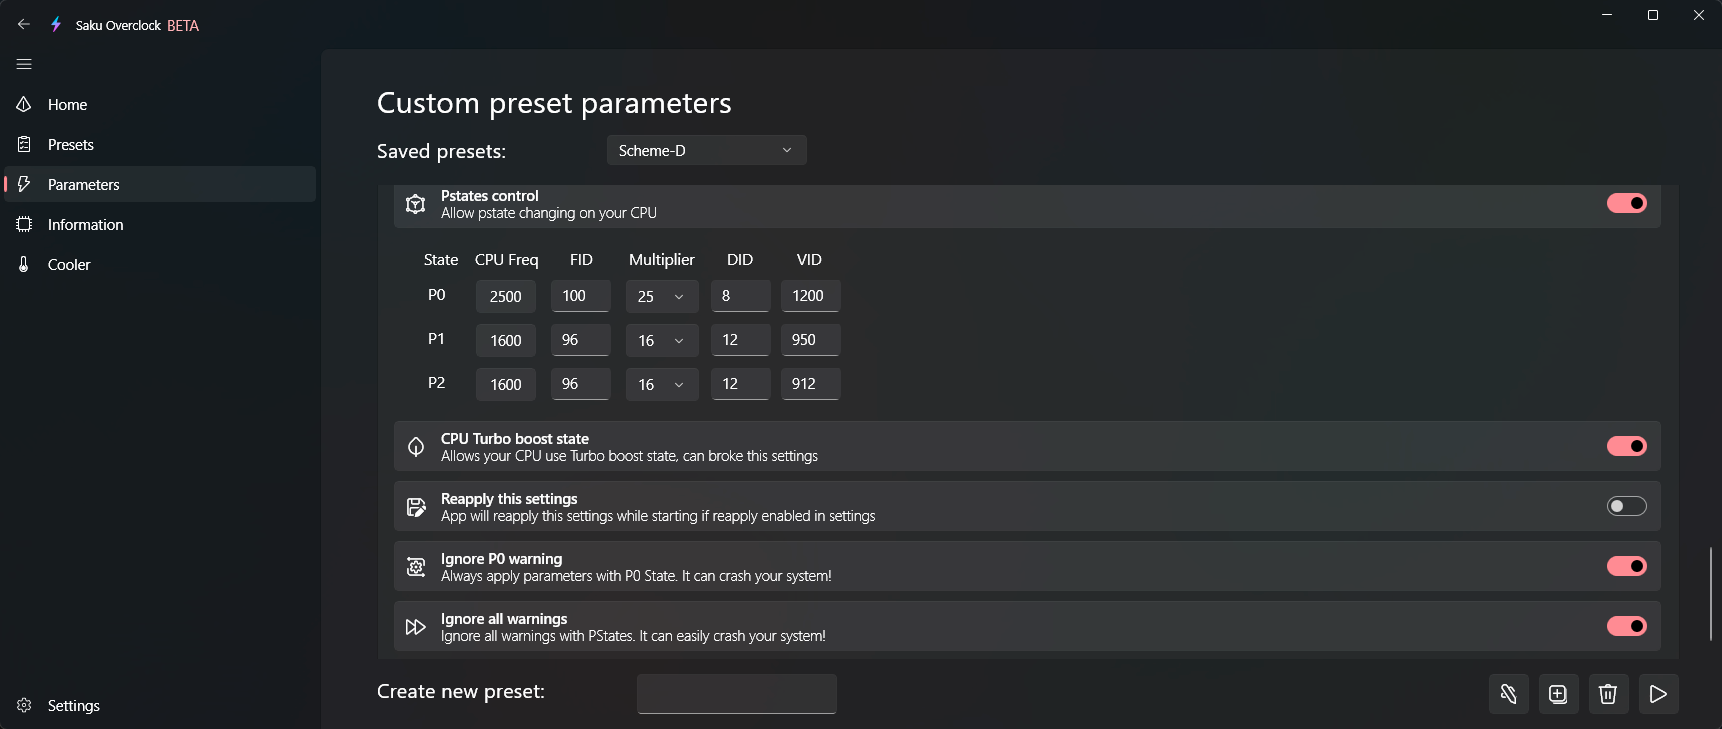 Saku Overclock BETA
Home
Presets
Parameters
Information
Cooler
Settings
Custom preset parameters
Saved presets: Scheme-D
Pstates control
Allow pstate changing on your CPU
State CPU Freq FID Multiplier DID VID
P0 2500 100 25 8 1200
P1 1600 96 16 12 950
P2 1600 96 16 12 912
CPU Turbo boost state
Allows your CPU use Turbo boost state, can broke this settings
Reapply this settings
App will reapply this settings while starting if reapply enabled in settings
Ignore P0 warning
Always apply parameters with P0 State. It can crash your system!
Ignore all warnings
Ignore all warnings with PStates. It can easily crash your system!
Create new preset: